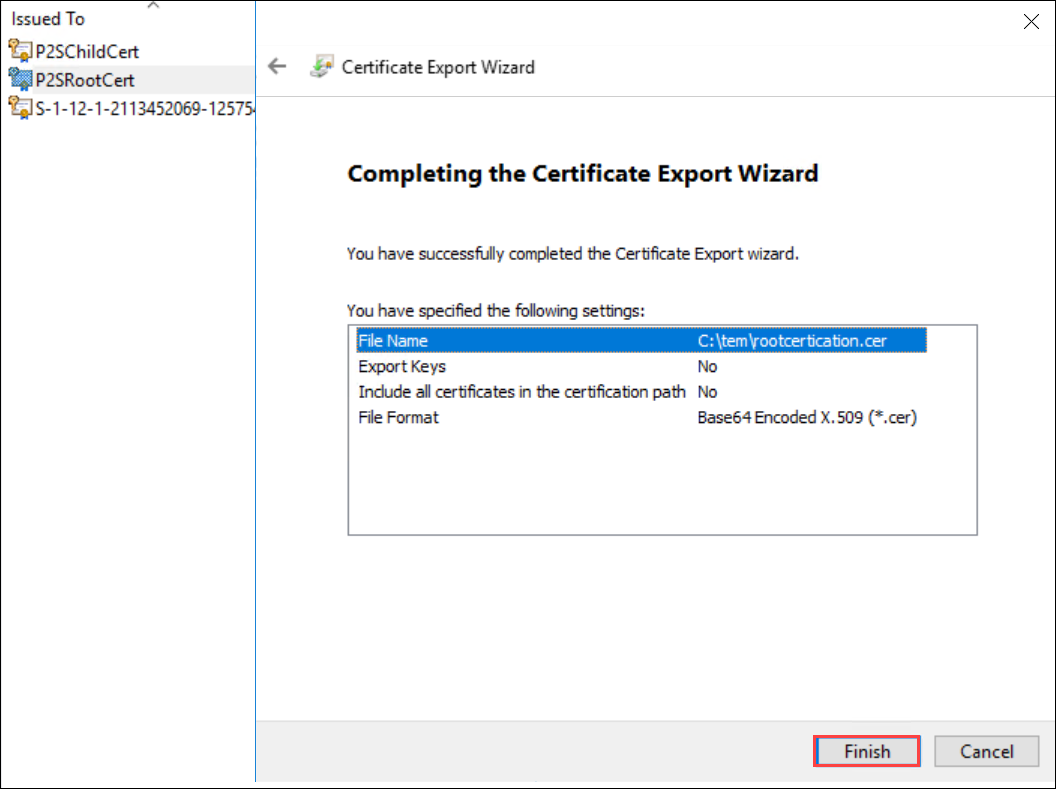 Issued To
P2SChildCert
P2SRootCert
S-1-12-1-2113452069-12575
Certificate Export Wizard
Completing the Certificate Export Wizard
You have successfully completed the Certificate Export wizard.
You have specified the following settings:
File Name C:\tem\rootcertication.cer
Export Keys No
Include all certificates in the certification path No
File Format Base64 Encoded X.509 (*.cer)
Finish Cancel